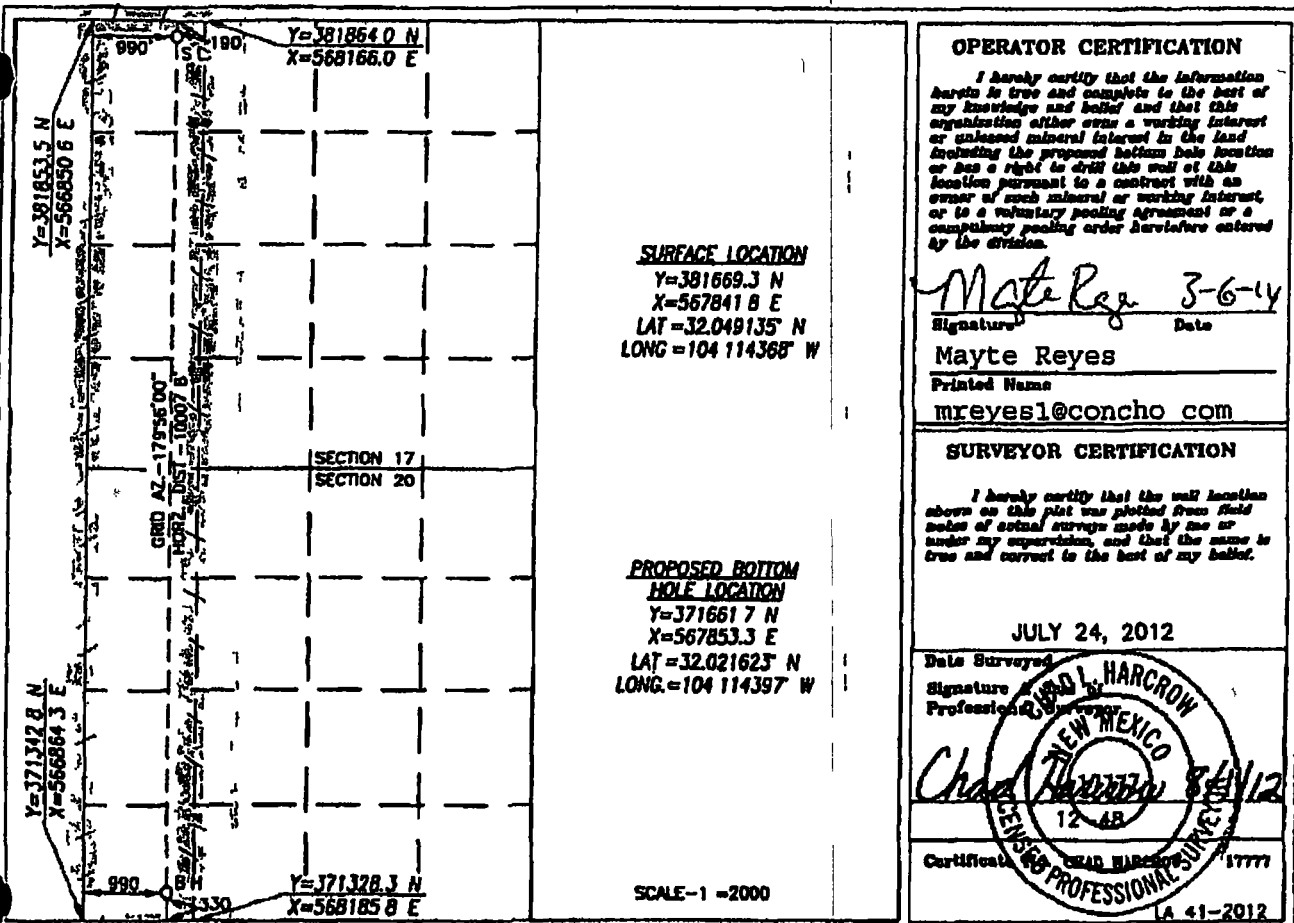 990'
190'
S.L.
Y=381864.0 N
X=568166.0 E
Y=381853.5 N
X=566850 6 E
GRID AZ.-179°56'00"
HORZ. DIST.-10007 6'
SECTION 17
SECTION 20
Y=371342 8 N
X=566864 3 E
990
B.H.
330
Y=371328.3 N
X=568185 8 E
SURFACE LOCATION
Y=381669.3 N
X=567841 8 E
LAT =32.049135° N
LONG =104 114368° W
PROPOSED BOTTOM
HOLE LOCATION
Y=371661 7 N
X=567853.3 E
LAT =32.021623° N
LONG.=104 114397° W
SCALE-1 =2000
OPERATOR CERTIFICATION
I hereby certify that the information
herein is true and complete to the best of
my knowledge and belief and that this
organization either owns a working interest
or unleased mineral interest in the land
including the proposed bottom hole location
or has a right to drill this well at this
location pursuant to a contract with an
owner of such mineral or working interest,
or to a voluntary pooling agreement or a
compulsory pooling order heretofore entered
by the division.
3-6-14
Signature Date
Mayte Reyes
Printed Name
mreyes1@concho com
SURVEYOR CERTIFICATION
I hereby certify that the well location
shown on this plat was plotted from field
notes of actual surveys made by me or
under my supervision, and that the same is
true and correct to the best of my belief.
JULY 24, 2012
Date Surveyed
Signature & Seal of
Professional Surveyor
CHAD L. HARCROW
NEW MEXICO
17777
LICENSED PROFESSIONAL SURVEYOR
Chad Harcrow
12
Certificate No. CHAD HARCROW 17777
LA 41-2012